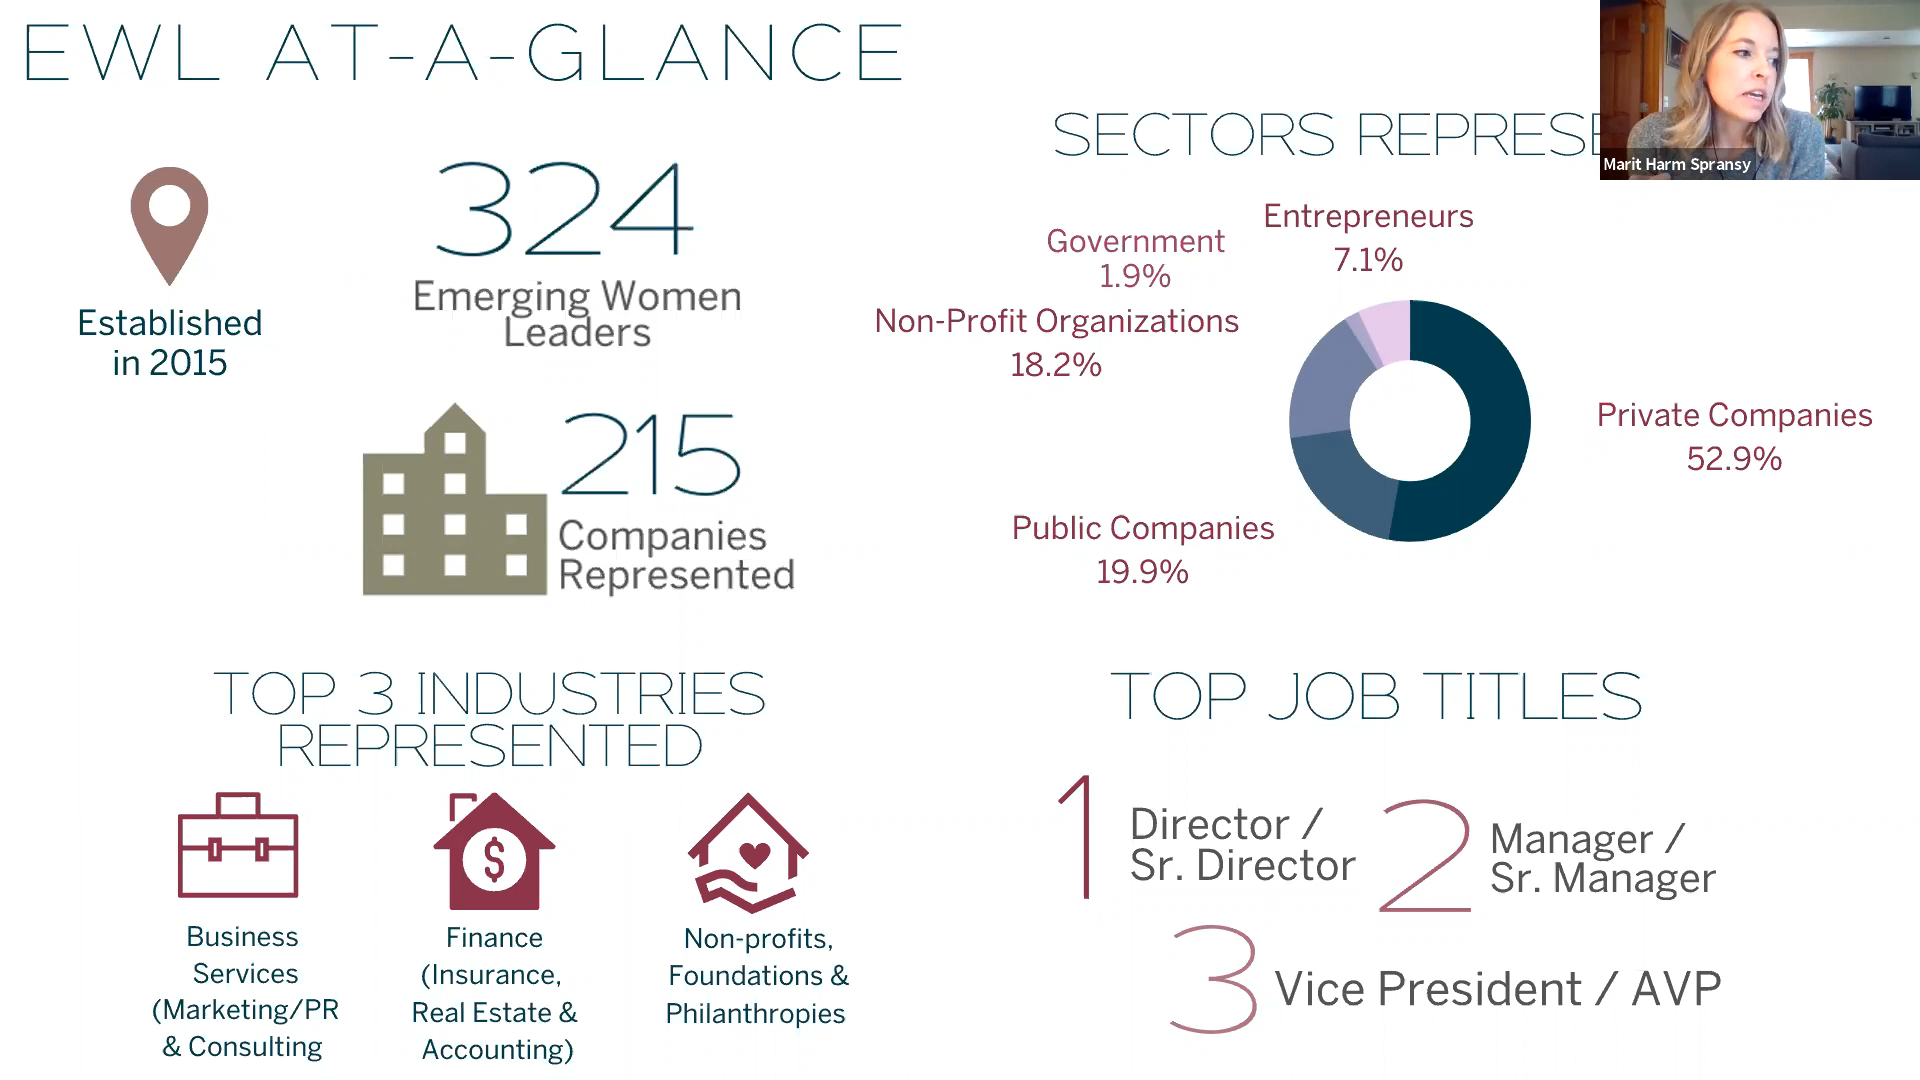 EWL AT-A-GLANCE
Established
in 2015
324
Emerging Women
Leaders
215
Companies
Represented
SECTORS
Marit Harm Spransy
Entrepreneurs
7.1%
Government
1.9%
Non-Profit Organizations
18.2%
Private Companies
52.9%
Public Companies
19.9%
TOP 3 INDUSTRIES
REPRESENTED
Business
Services
(Marketing/PR
& Consulting
$
Finance
(Insurance,
Real Estate &
Accounting)
Non-profits,
Foundations &
Philanthropies
TOP JOB TITLES
1
Director /
Sr. Director
2
Manager /
Sr. Manager
3
Vice President / AVP